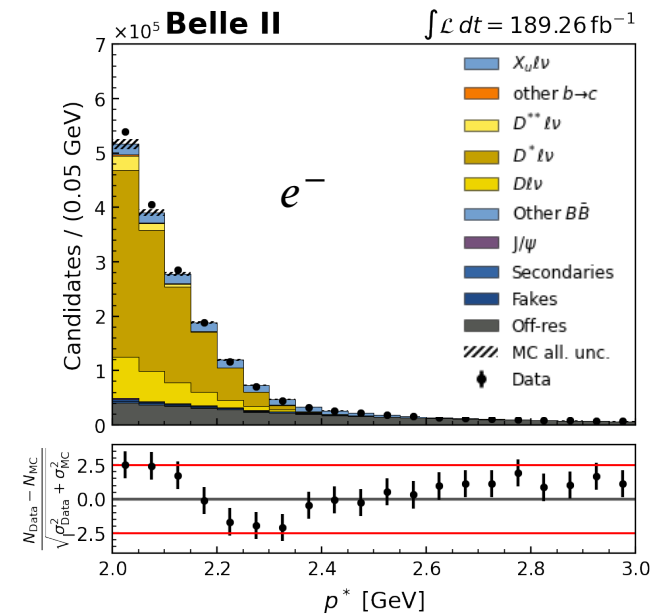 ×10⁵ Belle II ∫ℒ dt = 189.26 fb⁻¹
7
6
5
4
3
2
1
0
Candidates / (0.05 GeV)
e⁻
X_uℓν
other b→c
D**ℓν
D*ℓν
Dℓν
Other BB̄
J/ψ
Secondaries
Fakes
Off-res
MC all. unc.
Data
(N_Data − N_MC) / √(σ²_Data + σ²_MC)
2.5
0.0
−2.5
2.0 2.2 2.4 2.6 2.8 3.0
p* [GeV]